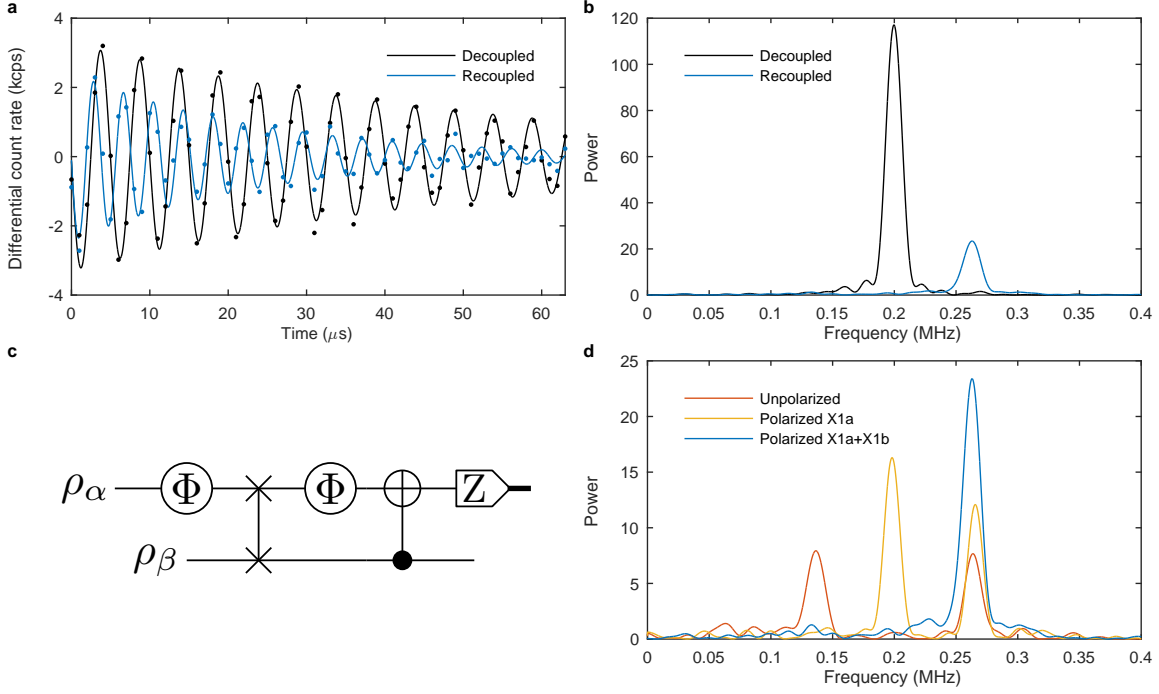 a
Differential count rate (kcps)
4
2
0
-2
-4
0 10 20 30 40 50 60
Time (μs)
Decoupled
Recoupled
b
Power
120
100
80
60
40
20
0
0 0.05 0.1 0.15 0.2 0.25 0.3 0.35 0.4
Frequency (MHz)
Decoupled
Recoupled
c
ρα Φ Φ Z
ρβ
d
Power
25
20
15
10
5
0
0 0.05 0.1 0.15 0.2 0.25 0.3 0.35 0.4
Frequency (MHz)
Unpolarized
Polarized X1a
Polarized X1a+X1b